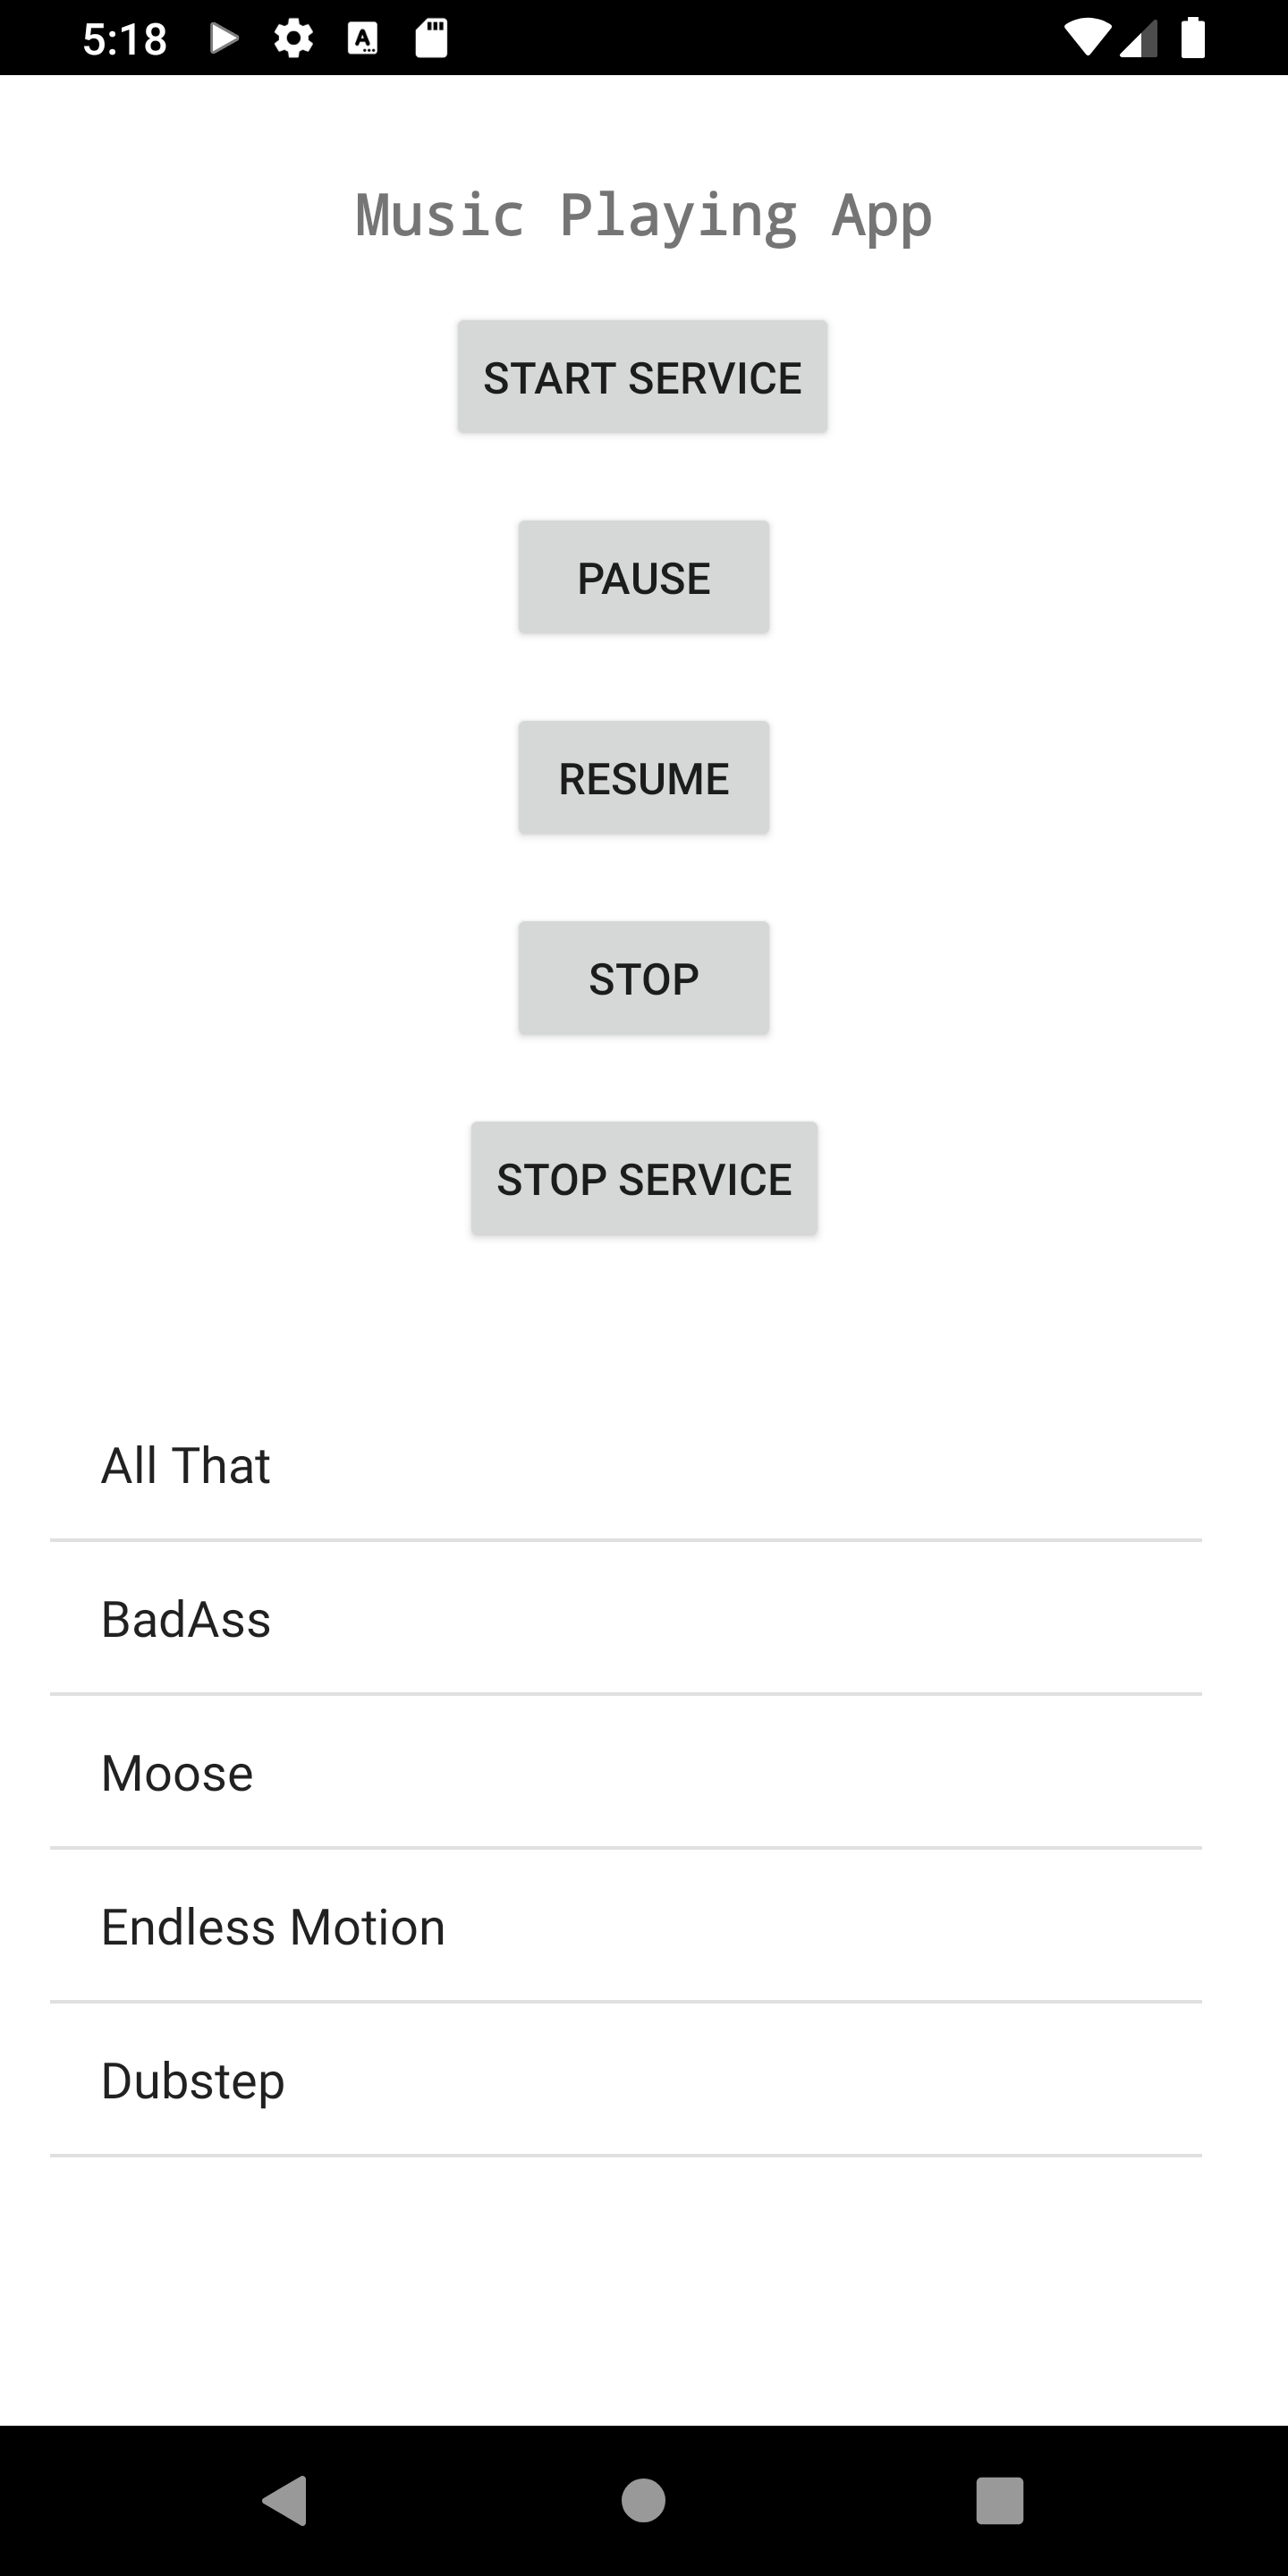 5:18
Music Playing App
START SERVICE
PAUSE
RESUME
STOP
STOP SERVICE
All That
BadAss
Moose
Endless Motion
Dubstep